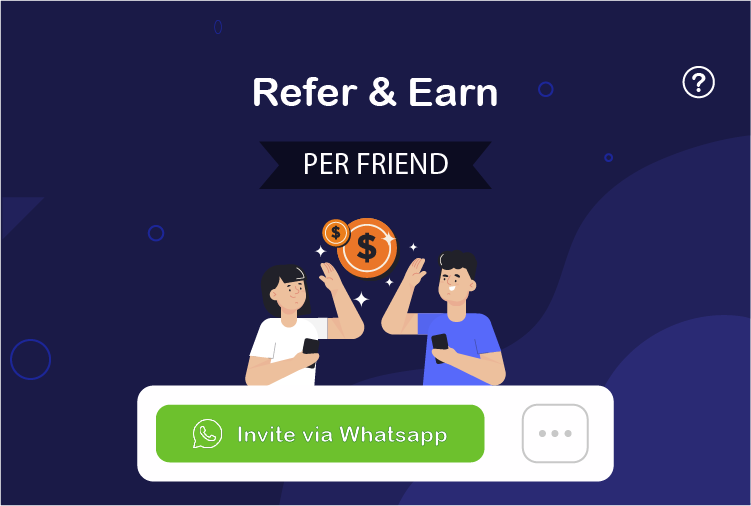 Refer & Earn
?
PER FRIEND
$
$
Invite via Whatsapp